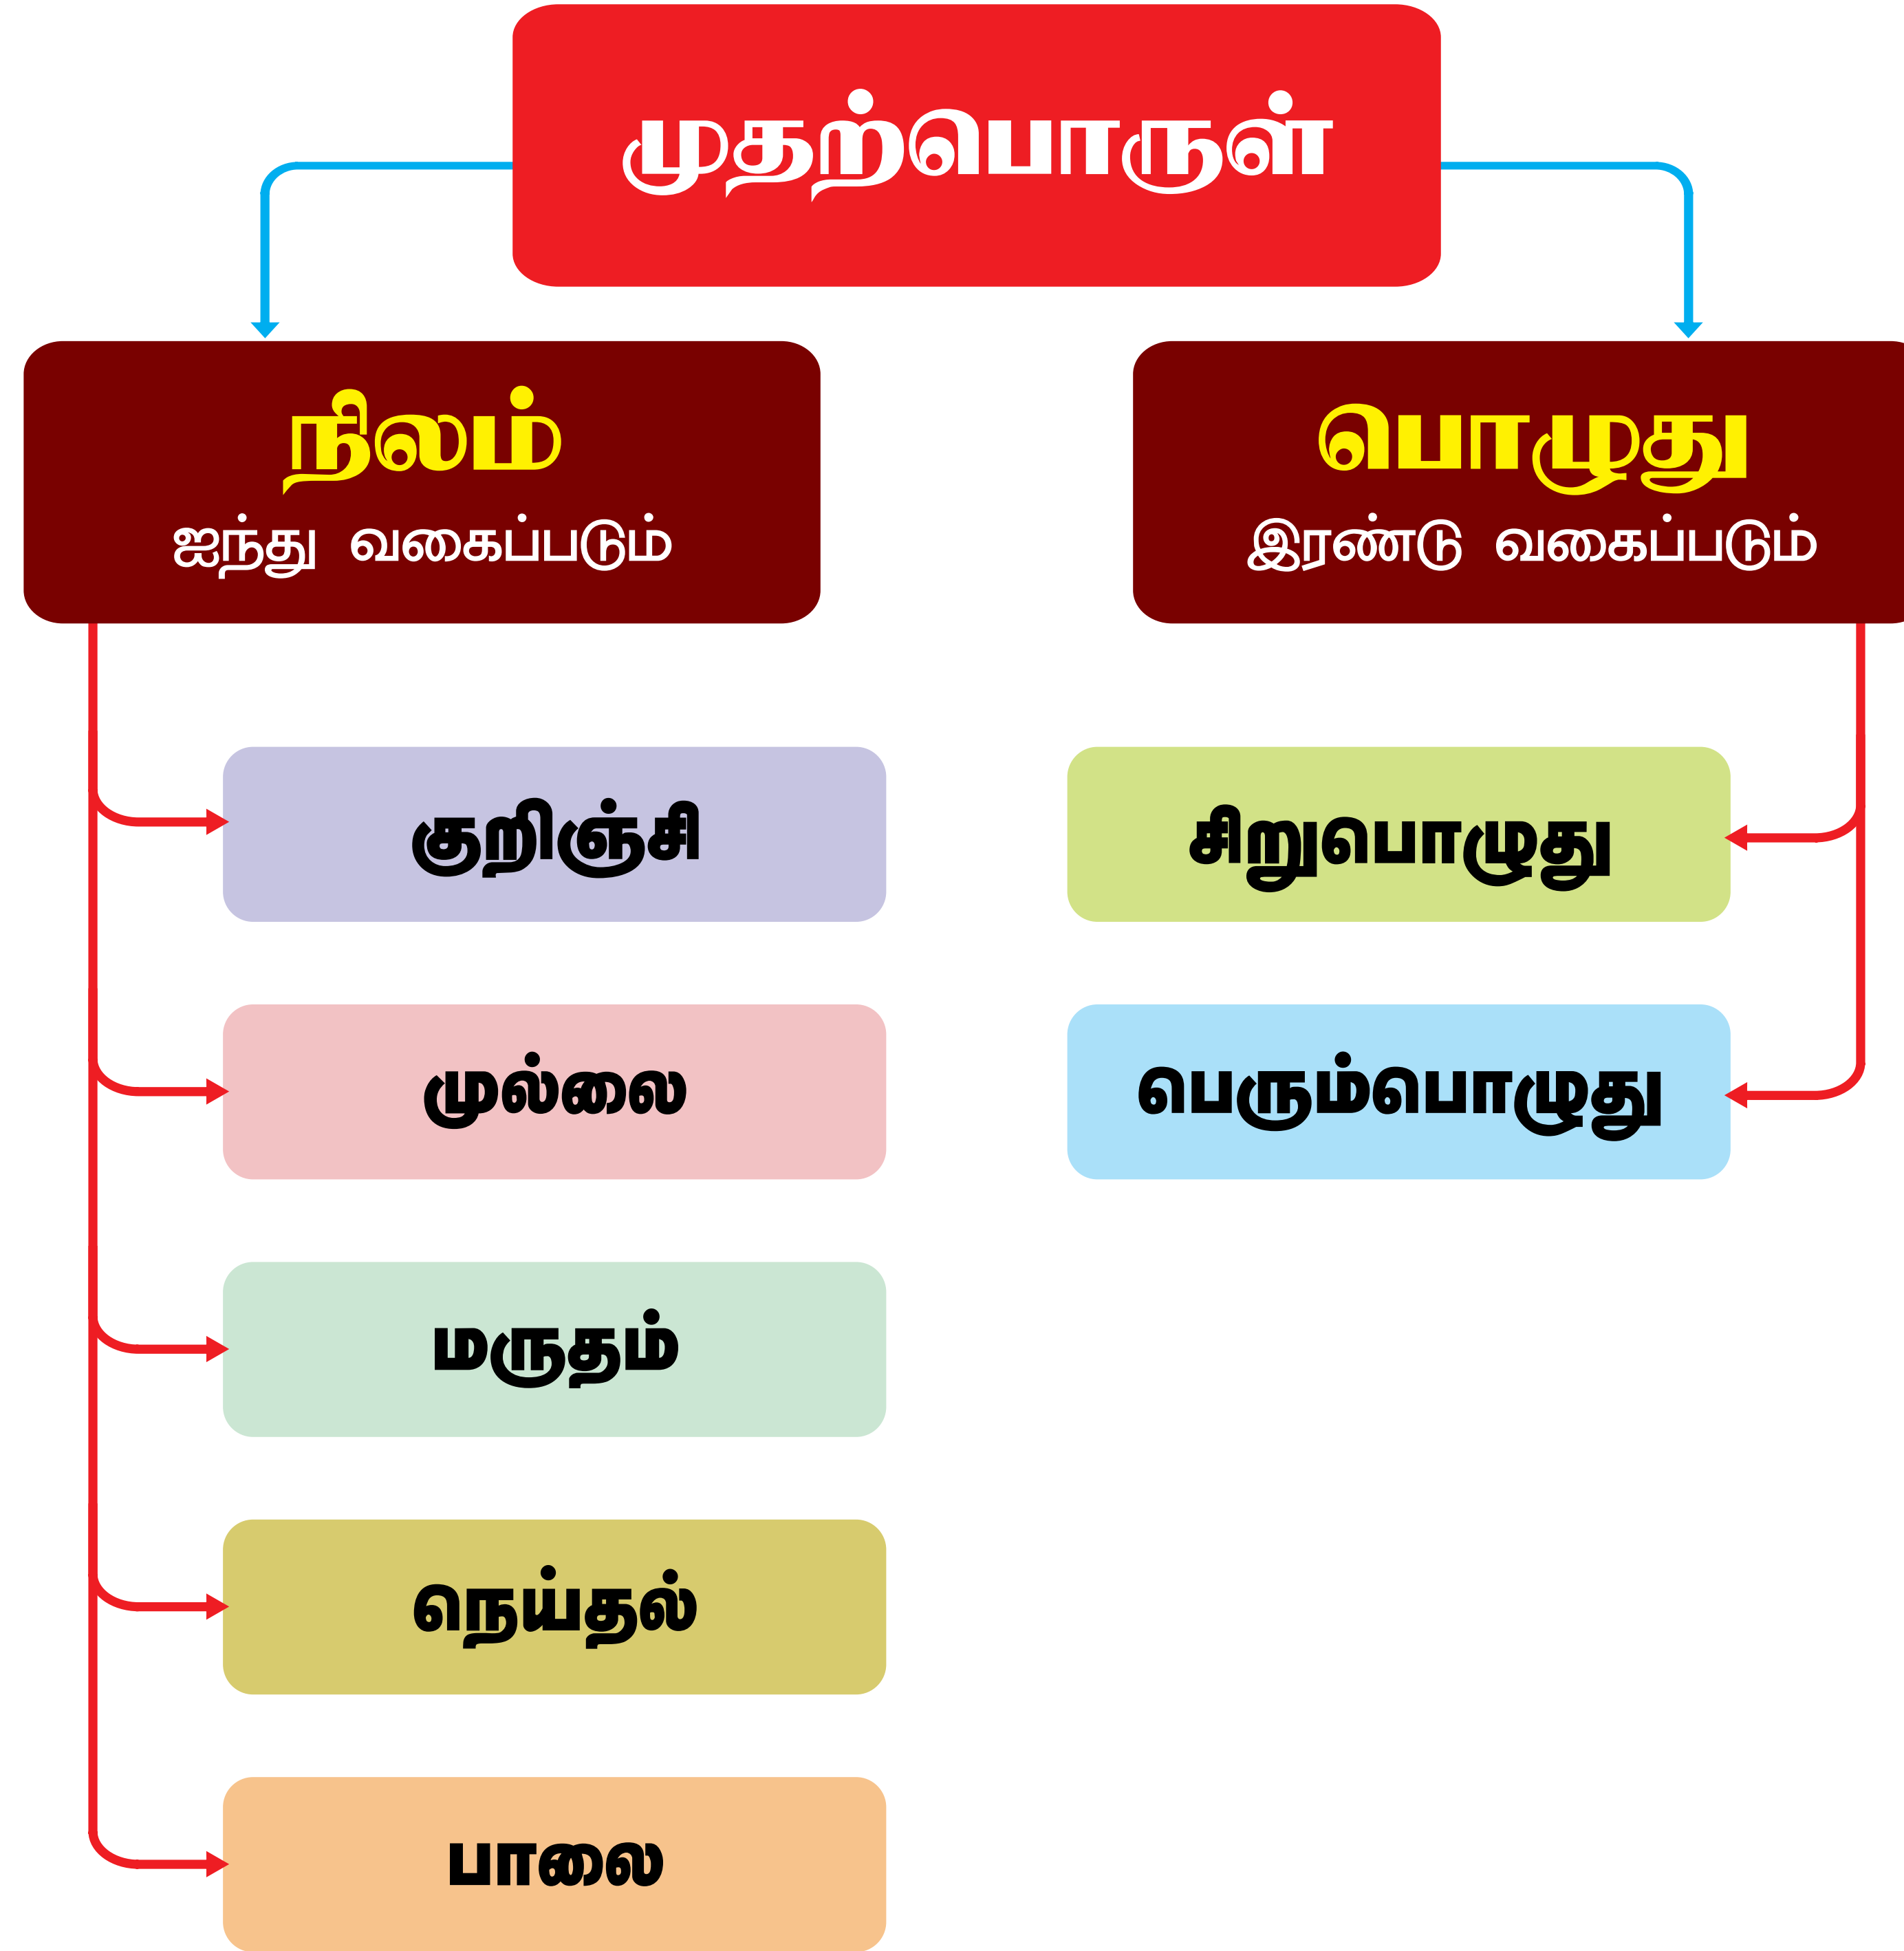 முதற்பொருள்
நிலம்
ஐந்து வகைப்படும்
குறிஞ்சி
முல்லை
மருதம்
நெய்தல்
பாலை
பொழுது
இரண்டு வகைப்படும்
சிறுபொழுது
பெரும்பொழுது